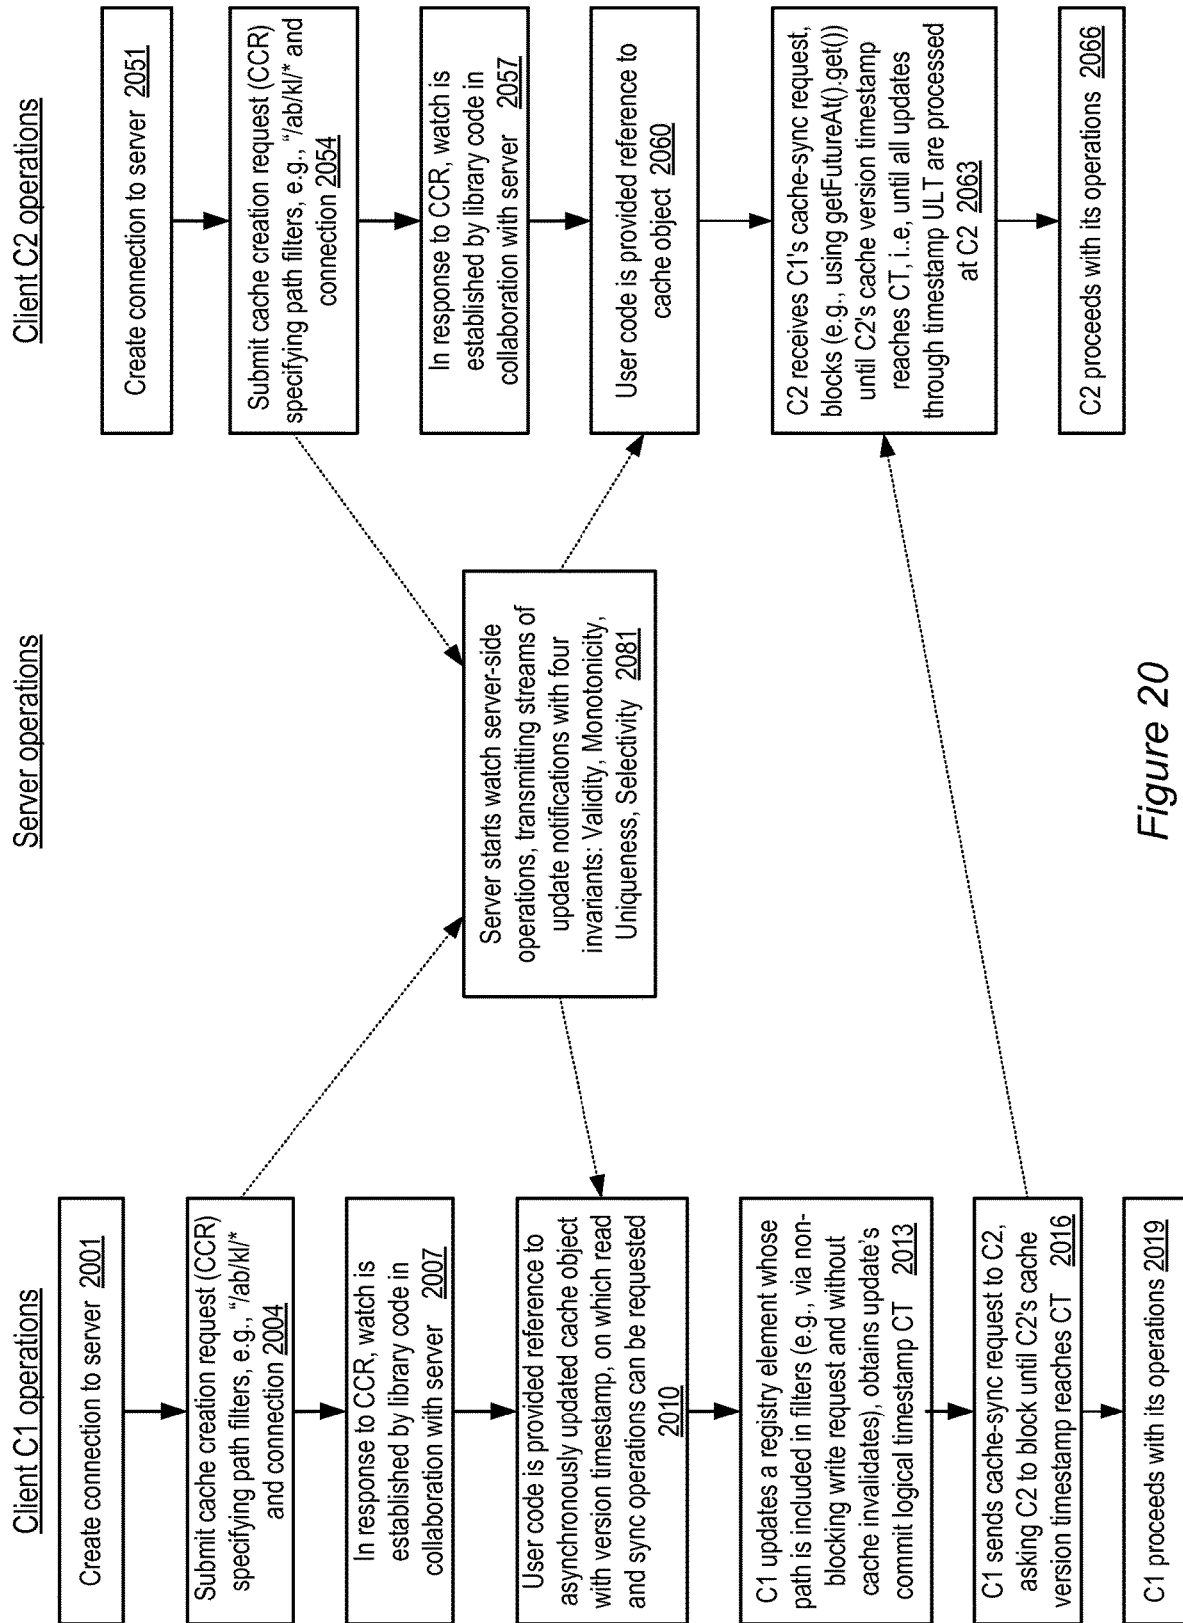 Client C1 operations
Create connection to server 2001
Submit cache creation request (CCR)
specifying path filters, e.g., “/ab/kl/*
and connection 2004
In response to CCR, watch is
established by library code in
collaboration with server 2007
User code is provided reference to
asynchronously updated cache object
with version timestamp, on which read
and sync operations can be requested
2010
C1 updates a registry element whose
path is included in filters (e.g., via non-
blocking write request and without
cache invalidates), obtains update's
commit logical timestamp CT 2013
C1 sends cache-sync request to C2,
asking C2 to block until C2's cache
version timestamp reaches CT 2016
C1 proceeds with its operations 2019
Server operations
Server starts watch server-side
operations, transmitting streams of
update notifications with four
invariants: Validity, Monotonicity,
Uniqueness, Selectivity 2081
Client C2 operations
Create connection to server 2051
Submit cache creation request (CCR)
specifying path filters, e.g., “/ab/kl/* and
connection 2054
In response to CCR, watch is
established by library code in
collaboration with server 2057
User code is provided reference to
cache object 2060
C2 receives C1's cache-sync request,
blocks (e.g., using getFutureAt().get())
until C2's cache version timestamp
reaches CT, i..e, until all updates
through timestamp ULT are processed
at C2 2063
C2 proceeds with its operations 2066
Figure 20